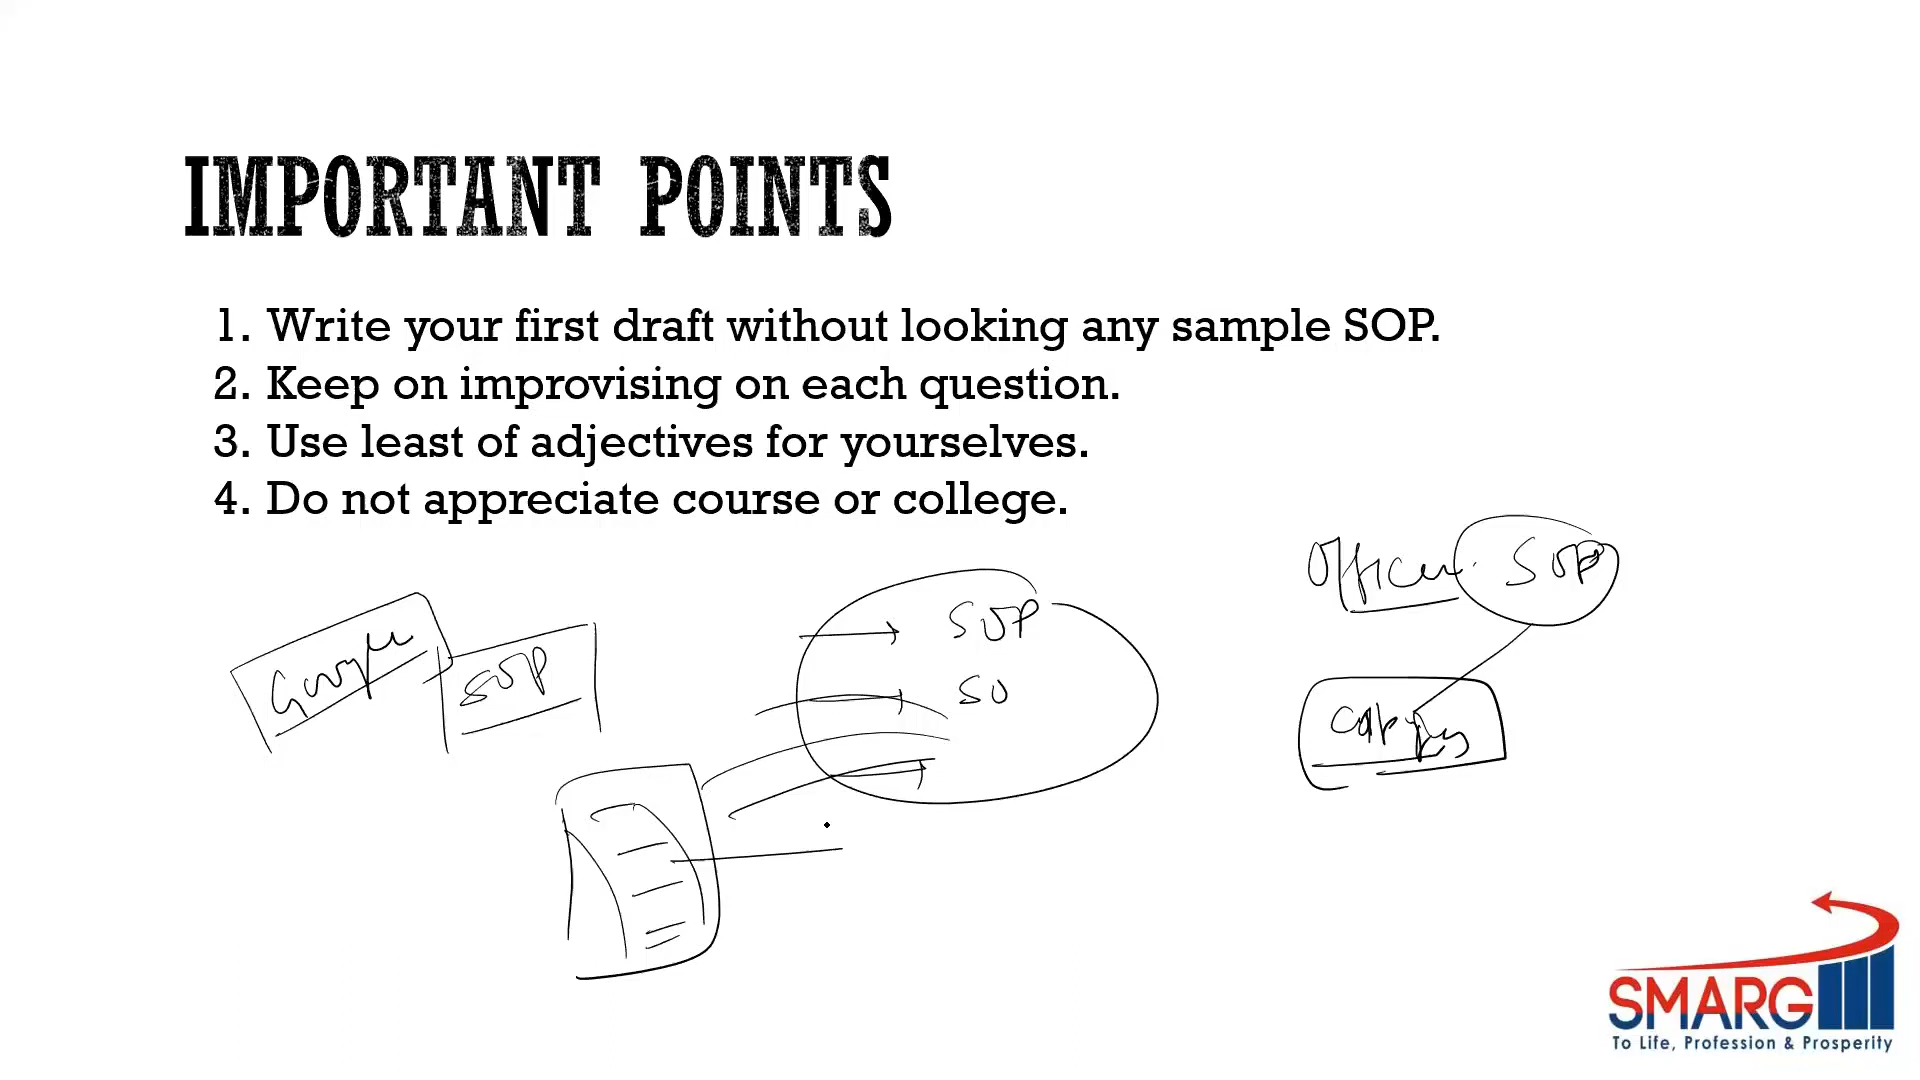 IMPORTANT POINTS
1. Write your first draft without looking any sample SOP.
2. Keep on improvising on each question.
3. Use least of adjectives for yourselves.
4. Do not appreciate course or college.
Officer SOP
Google
SOP
SOP
SO
SMARG
To Life, Profession & Prosperity